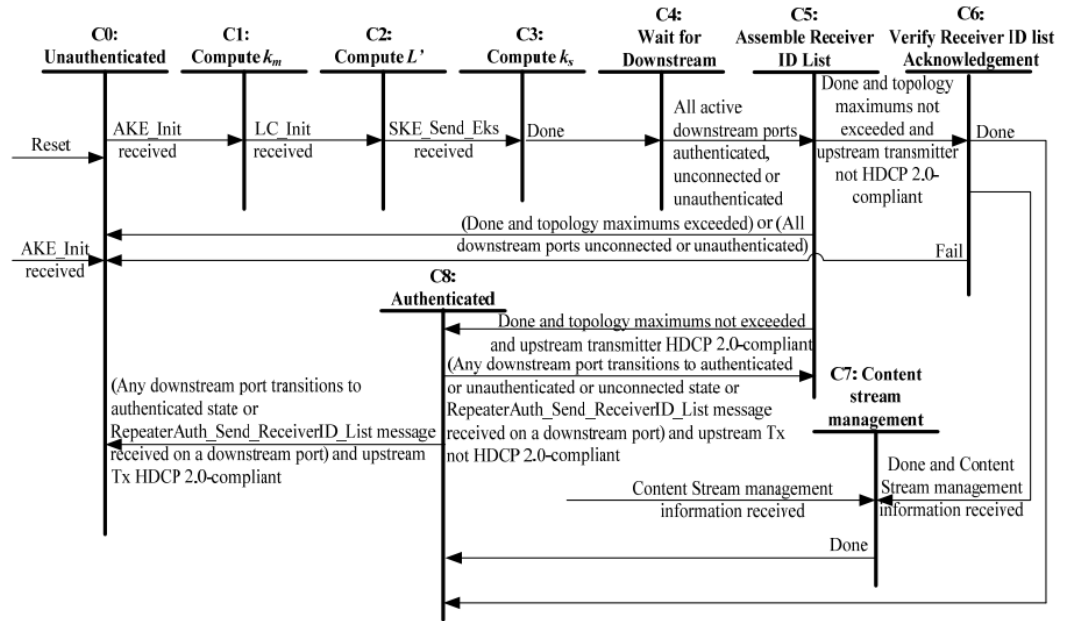 C0:
Unauthenticated
C1:
Compute km
C2:
Compute L’
C3:
Compute ks
C4:
Wait for
Downstream
C5:
Assemble Receiver
ID List
C6:
Verify Receiver ID list
Acknowledgement
Reset
AKE_Init
received
LC_Init
received
SKE_Send_Eks
received
Done
All active
downstream ports
authenticated,
unconnected or
unauthenticated
Done and topology
maximums not
exceeded and
upstream transmitter
not HDCP 2.0-
compliant
Done
(Done and topology maximums exceeded) or (All
downstream ports unconnected or unauthenticated)
AKE_Init
received
Fail
C8:
Authenticated
Done and topology maximums not exceeded
and upstream transmitter HDCP 2.0-compliant
(Any downstream port transitions to authenticated
or unauthenticated or unconnected state or
RepeaterAuth_Send_ReceiverID_List message
received on a downstream port) and upstream Tx
not HDCP 2.0-compliant
(Any downstream port transitions to
authenticated state or
RepeaterAuth_Send_ReceiverID_List message
received on a downstream port) and upstream
Tx HDCP 2.0-compliant
C7: Content
stream
management
Content Stream management
information received
Done and Content
Stream management
information received
Done